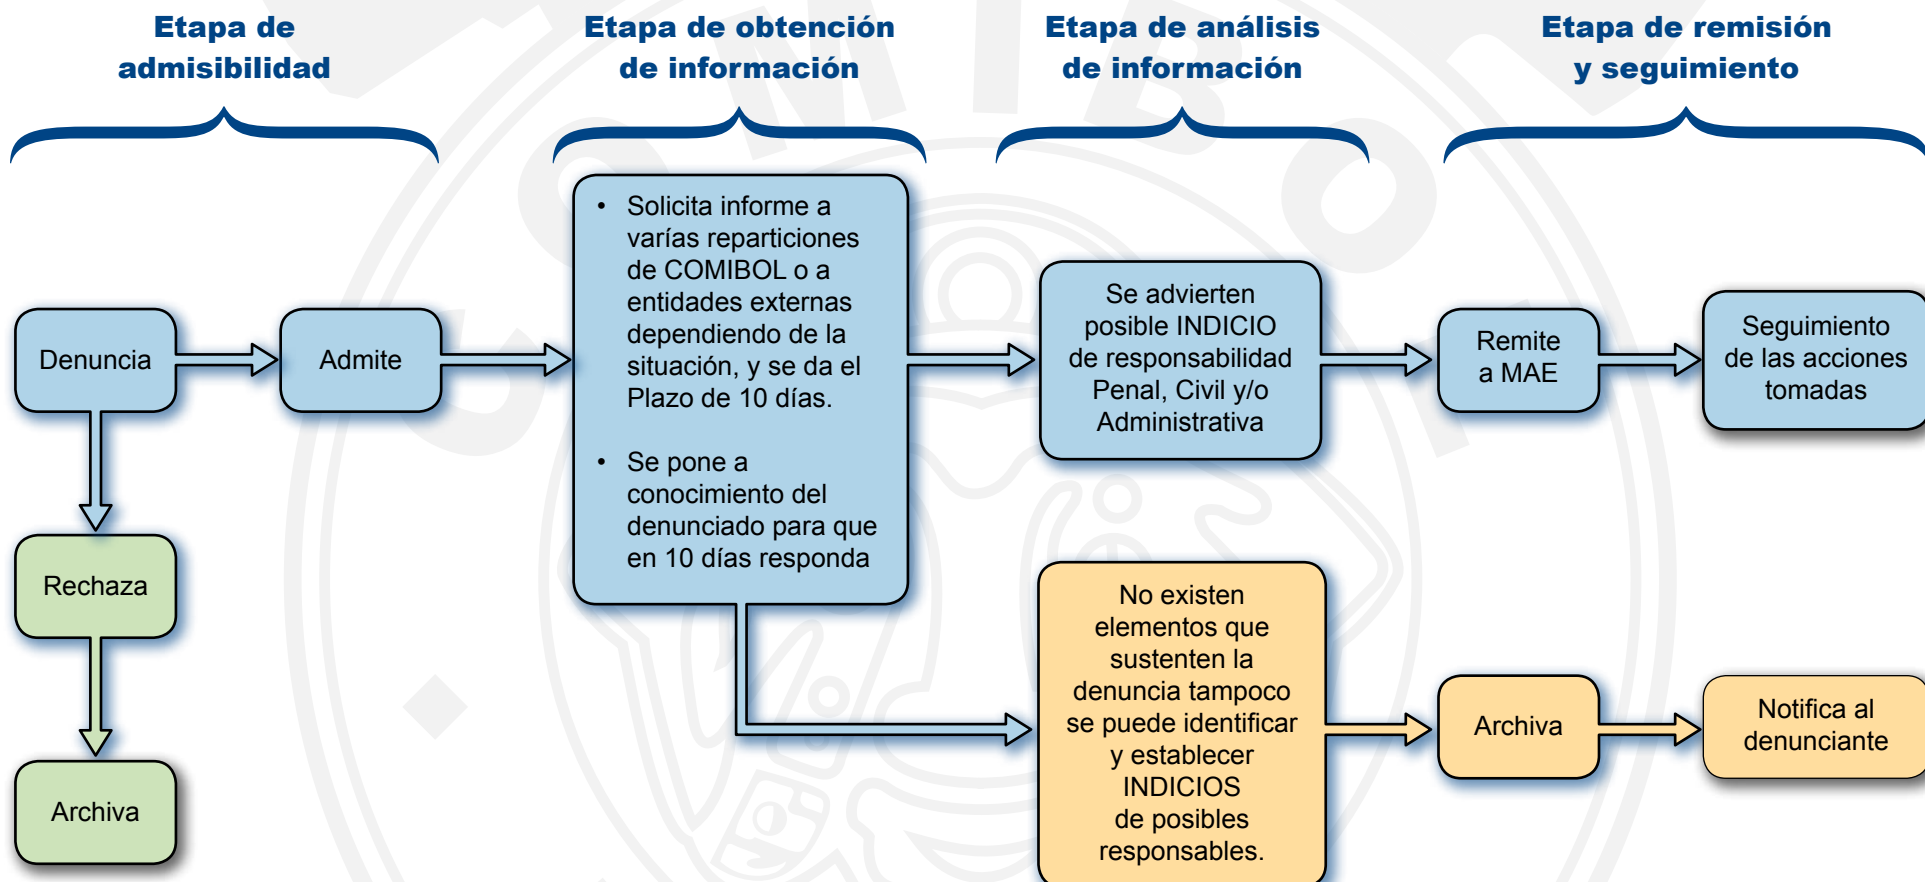 Etapa de
admisibilidad
Etapa de obtención
de información
Etapa de análisis
de información
Etapa de remisión
y seguimiento
Denuncia
Admite
• Solicita informe a
varías reparticiones
de COMIBOL o a
entidades externas
dependiendo de la
situación, y se da el
Plazo de 10 días.
• Se pone a
conocimiento del
denunciado para que
en 10 días responda
Se advierten
posible INDICIO
de responsabilidad
Penal, Civil y/o
Administrativa
Remite
a MAE
Seguimiento
de las acciones
tomadas
Rechaza
Archiva
No existen
elementos que
sustenten la
denuncia tampoco
se puede identificar
y establecer
INDICIOS
de posibles
responsables.
Archiva
Notifica al
denunciante
COMIBOL